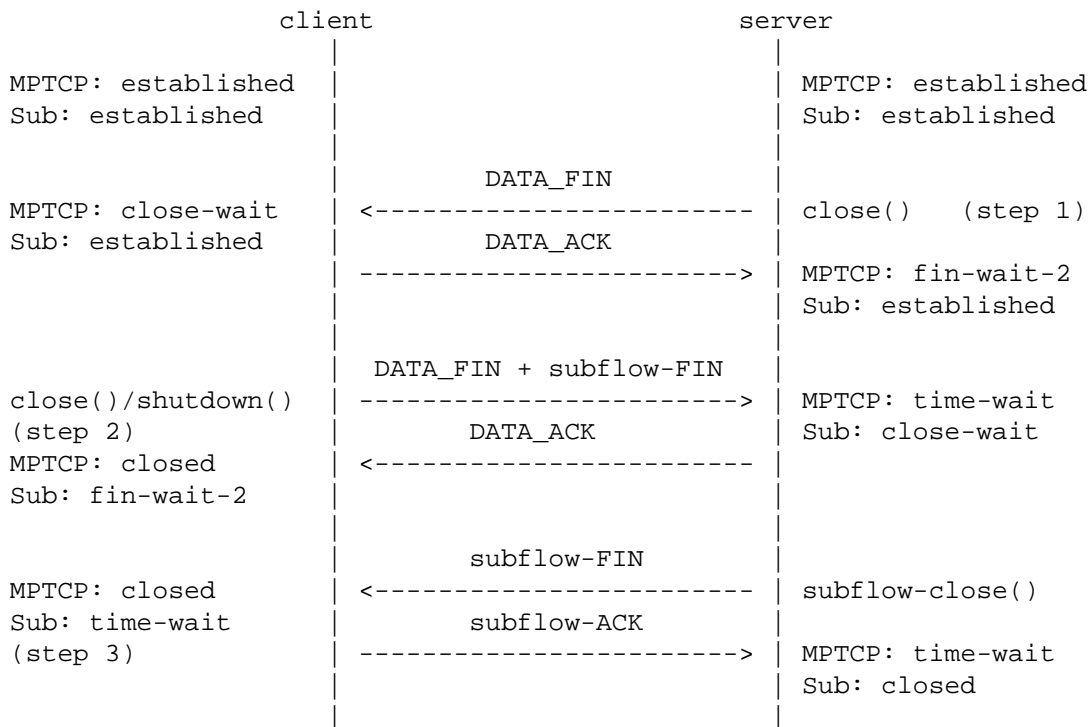 client server
MPTCP: established MPTCP: established
Sub: established Sub: established
DATA_FIN
MPTCP: close-wait <------------------------ close() (step 1)
Sub: established DATA_ACK
------------------------> MPTCP: fin-wait-2
Sub: established
DATA_FIN + subflow-FIN
close()/shutdown() ------------------------> MPTCP: time-wait
(step 2) DATA_ACK Sub: close-wait
MPTCP: closed <------------------------
Sub: fin-wait-2
subflow-FIN
MPTCP: closed <------------------------ subflow-close()
Sub: time-wait subflow-ACK
(step 3) ------------------------> MPTCP: time-wait
Sub: closed